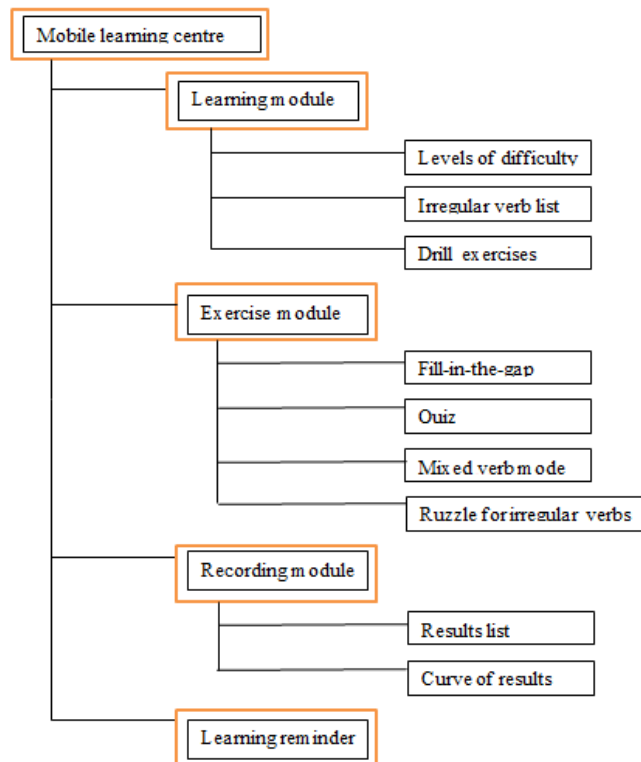 Mobile learning centre
Learning module
Levels of difficulty
Irregular verb list
Drill exercises
Exercise module
Fill-in-the-gap
Quiz
Mixed verb mode
Ruzzle for irregular verbs
Recording module
Results list
Curve of results
Learning reminder